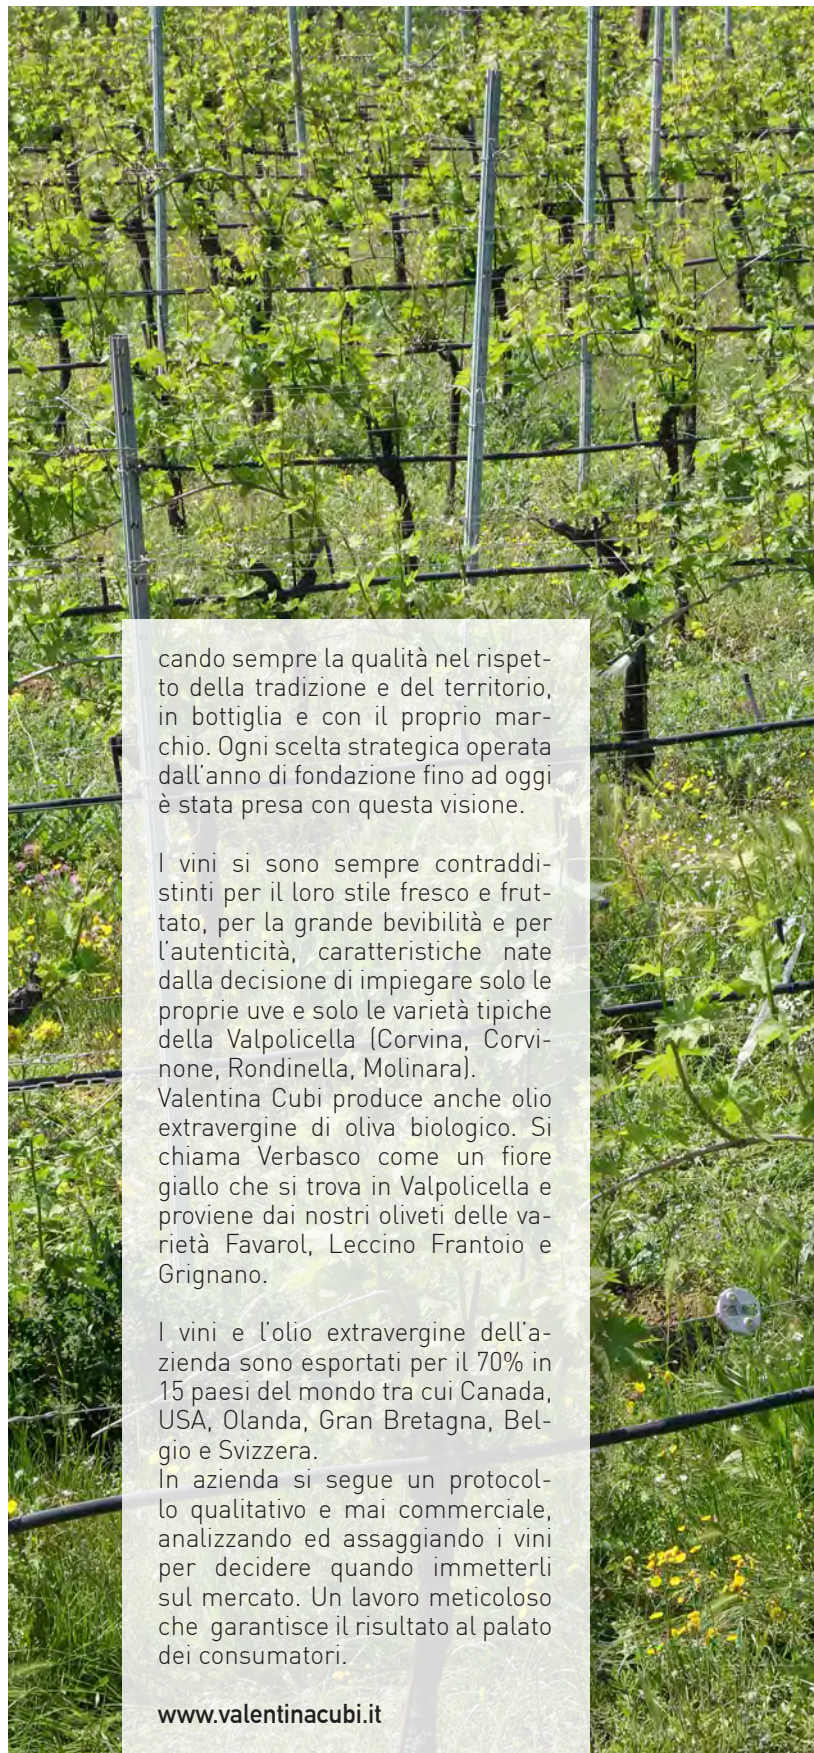 cando sempre la qualità nel rispet-
to della tradizione e del territorio,
in bottiglia e con il proprio mar-
chio. Ogni scelta strategica operata
dall'anno di fondazione fino ad oggi
è stata presa con questa visione.
I vini si sono sempre contraddi-
stinti per il loro stile fresco e frut-
tato, per la grande bevibilità e per
l'autenticità, caratteristiche nate
dalla decisione di impiegare solo le
proprie uve e solo le varietà tipiche
della Valpolicella (Corvina, Corvi-
none, Rondinella, Molinara).
Valentina Cubi produce anche olio
extravergine di oliva biologico. Si
chiama Verbasco come un fiore
giallo che si trova in Valpolicella e
proviene dai nostri oliveti delle va-
rietà Favarol, Leccino Frantoio e
Grignano.
I vini e l'olio extravergine dell'a-
zienda sono esportati per il 70% in
15 paesi del mondo tra cui Canada,
USA, Olanda, Gran Bretagna, Bel-
gio e Svizzera.
In azienda si segue un protocol-
lo qualitativo e mai commerciale,
analizzando ed assaggiando i vini
per decidere quando immetterli
sul mercato. Un lavoro meticoloso
che garantisce il risultato al palato
dei consumatori.
www.valentinacubi.it